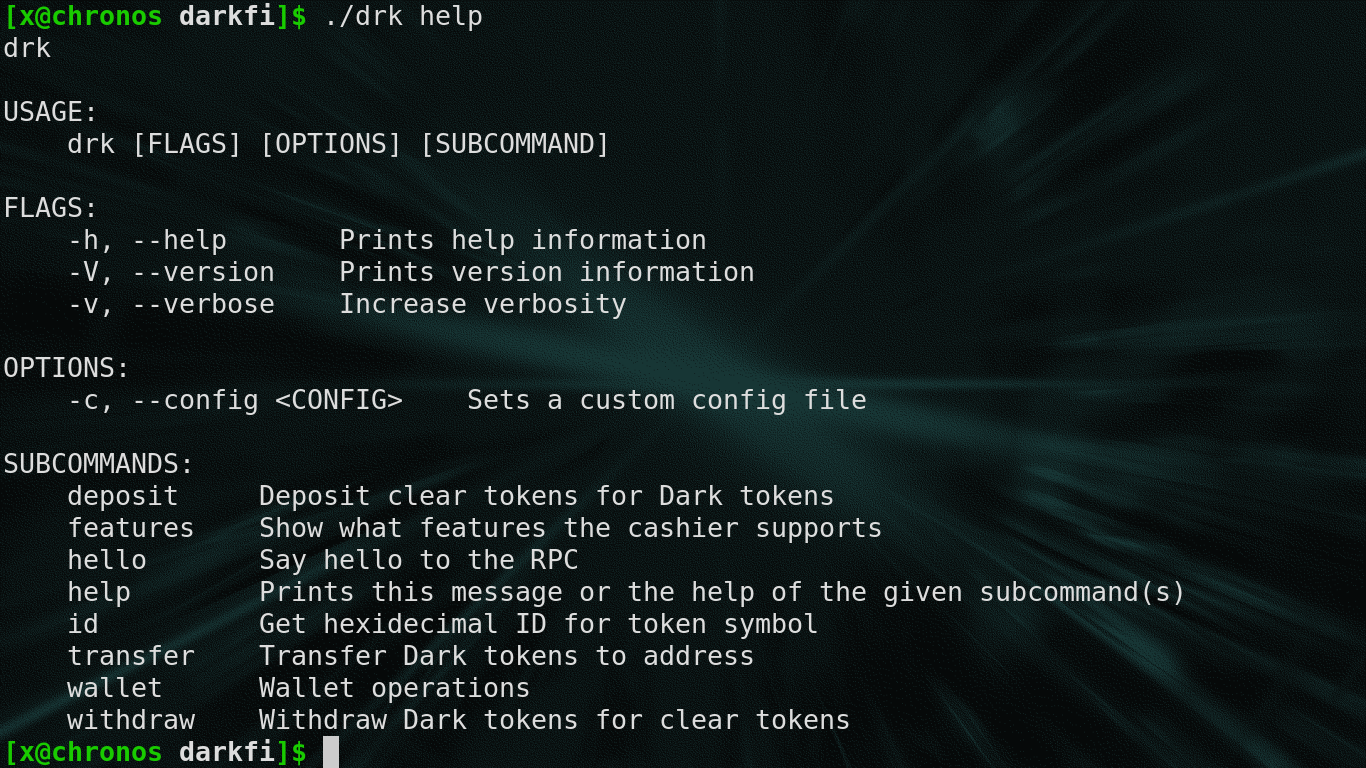 [x@chronos darkfi]$ ./drk help
drk

USAGE:
    drk [FLAGS] [OPTIONS] [SUBCOMMAND]

FLAGS:
    -h, --help       Prints help information
    -V, --version    Prints version information
    -v, --verbose    Increase verbosity

OPTIONS:
    -c, --config <CONFIG>    Sets a custom config file

SUBCOMMANDS:
    deposit     Deposit clear tokens for Dark tokens
    features    Show what features the cashier supports
    hello       Say hello to the RPC
    help        Prints this message or the help of the given subcommand(s)
    id          Get hexidecimal ID for token symbol
    transfer    Transfer Dark tokens to address
    wallet      Wallet operations
    withdraw    Withdraw Dark tokens for clear tokens
[x@chronos darkfi]$